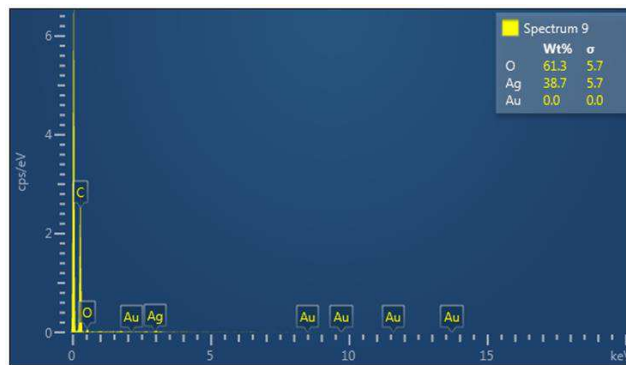 Spectrum 9
Wt% σ
O 61.3 5.7
Ag 38.7 5.7
Au 0.0 0.0
cps/eV
6
4
2
0
C
O Au Ag Au Au Au Au
0 5 10 15 keV